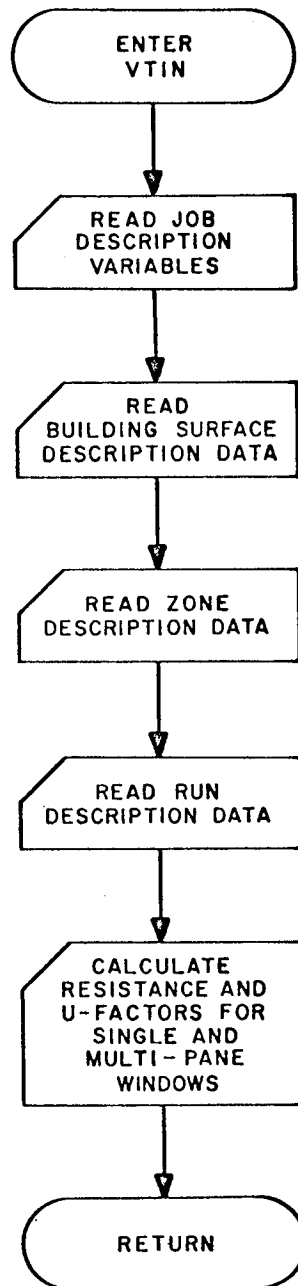 ENTER
VTIN
READ JOB
DESCRIPTION
VARIABLES
READ
BUILDING SURFACE
DESCRIPTION DATA
READ ZONE
DESCRIPTION DATA
READ RUN
DESCRIPTION DATA
CALCULATE
RESISTANCE AND
U-FACTORS FOR
SINGLE AND
MULTI-PANE
WINDOWS
RETURN